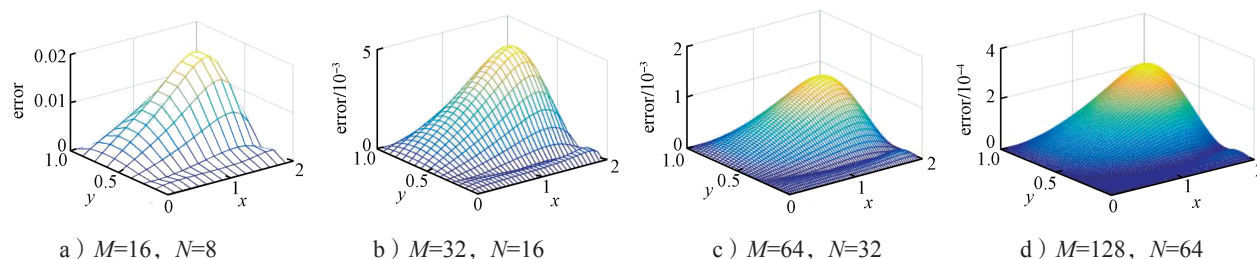 error
0.02
0.01
0
1.0
0.5
y
0
1
x
2
error/10⁻³
5
0
1.0
0.5
y
0
1
x
2
error/10⁻³
2
1
0
1.0
0.5
y
0
1
x
2
error/10⁻⁴
4
2
0
1.0
0.5
y
0
1
x
2
a）M=16，N=8
b）M=32，N=16
c）M=64，N=32
d）M=128，N=64